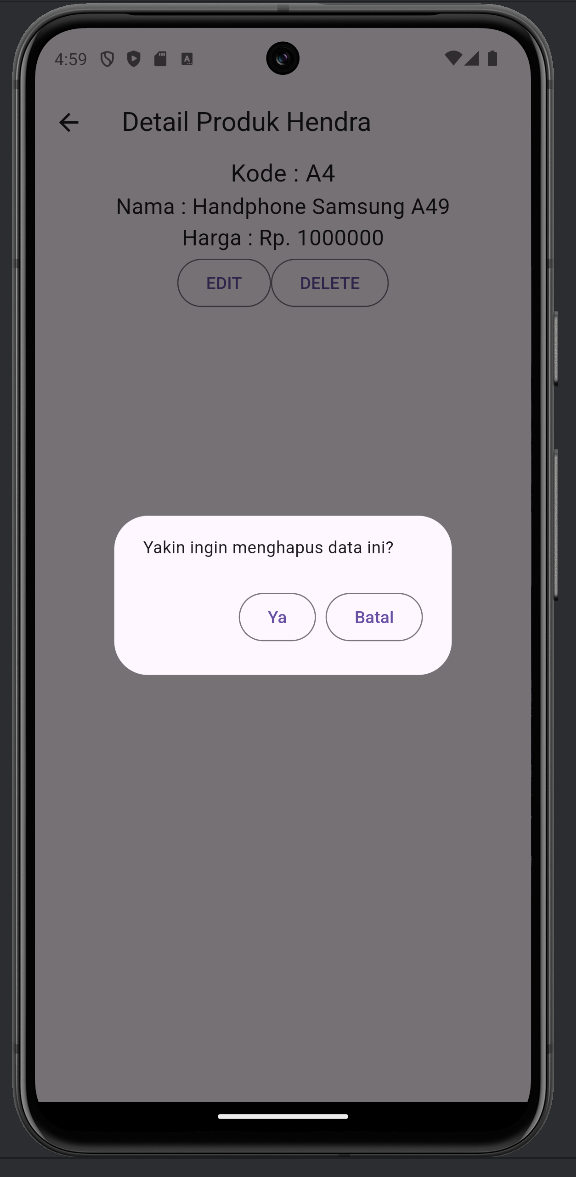 4:59
Detail Produk Hendra
Kode : A4
Nama : Handphone Samsung A49
Harga : Rp. 1000000
EDIT DELETE
Yakin ingin menghapus data ini?
Ya Batal